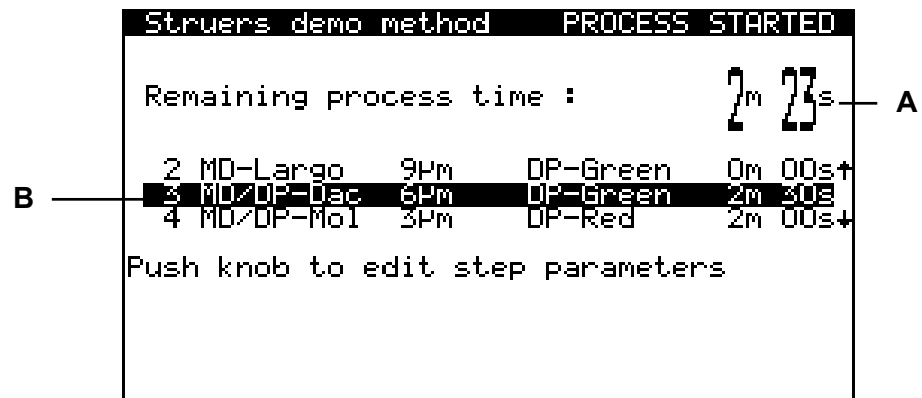 Struers demo method PROCESS STARTED
Remaining process time : 2m 23s
A
2 MD-Largo 9µm DP-Green 0m 00s↑
B
3 MD/DP-Dac 6µm DP-Green 2m 30s
4 MD/DP-Mol 3µm DP-Red 2m 00s↓
Push knob to edit step parameters